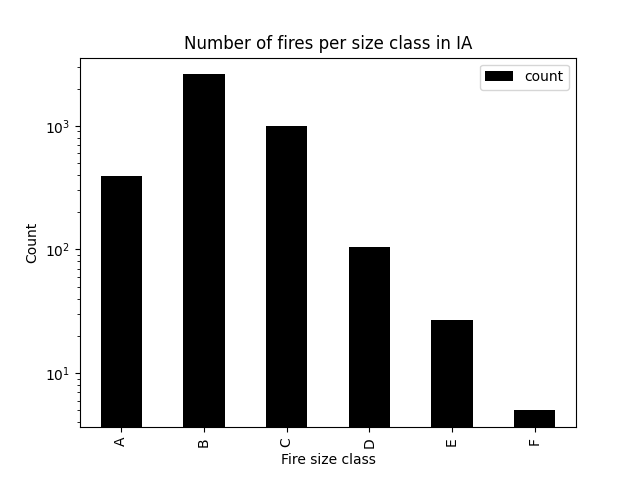 Number of fires per size class in IA
count
10³
10²
10¹
Count
A
B
C
D
E
F
Fire size class